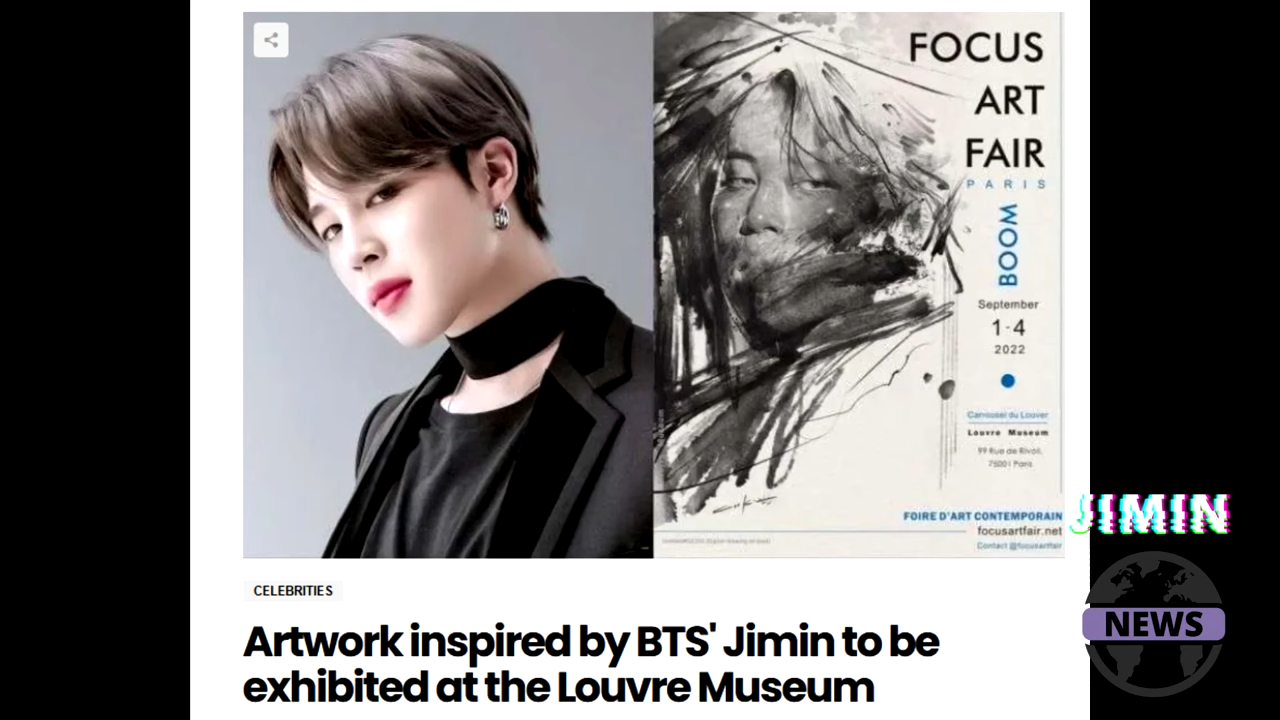 FOCUS
ART
FAIR
PARIS
BOOM
September
1-4
2022
Carrousel du Louver
Louvre Museum
99 Rue de Rivoli,
75001 Paris
FOIRE D'ART CONTEMPORAIN
focusartfair.net
Contact @focusartfair
JIMIN
NEWS
CELEBRITIES
Artwork inspired by BTS' Jimin to be
exhibited at the Louvre Museum